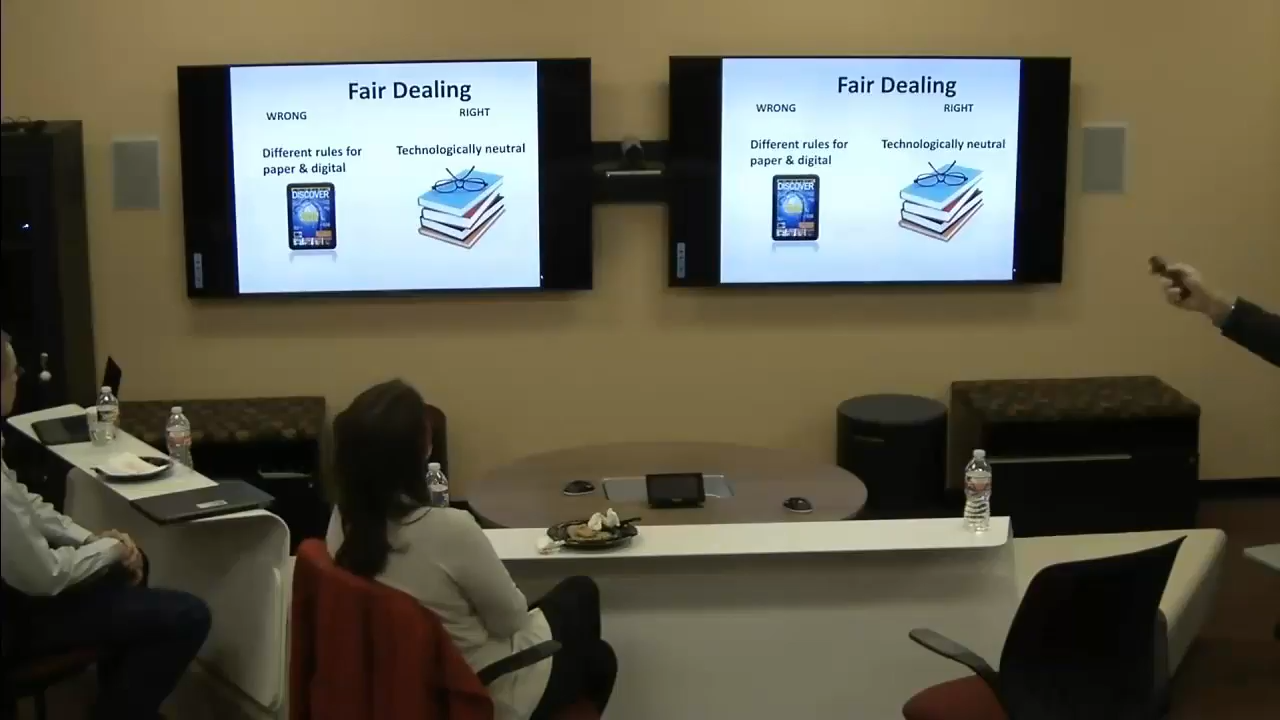 Fair Dealing
WRONG
RIGHT
Different rules for
paper & digital
Technologically neutral
DISCOVER
Fair Dealing
WRONG
RIGHT
Different rules for
paper & digital
Technologically neutral
DISCOVER